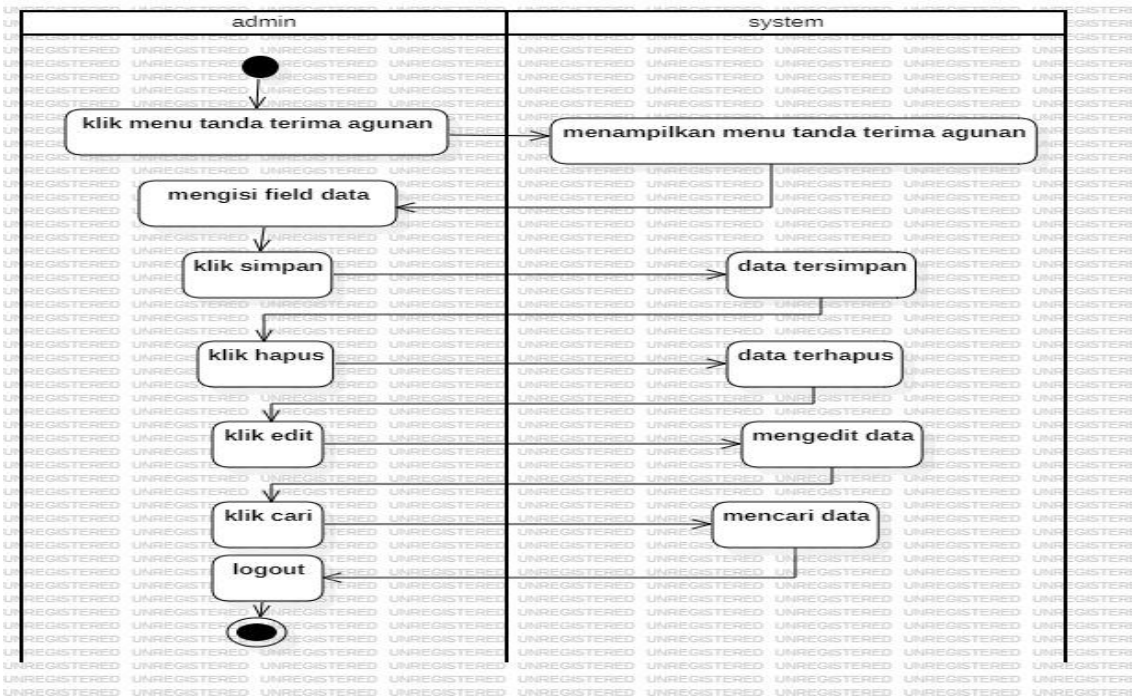 admin system
klik menu tanda terima agunan
menampilkan menu tanda terima agunan
mengisi field data
klik simpan
data tersimpan
klik hapus
data terhapus
klik edit
mengedit data
klik cari
mencari data
logout
UNREGISTERED